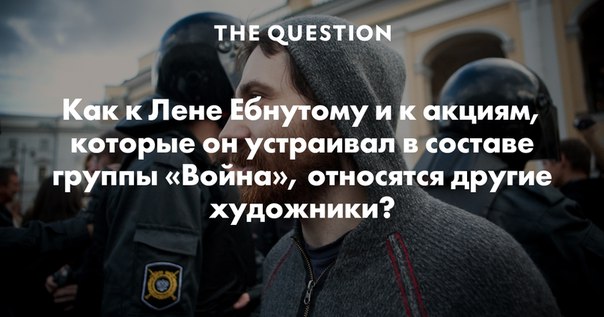 THE QUESTION
Как к Лене Ебнутому и к акциям,
которые он устраивал в составе
группы «Война», относятся другие
художники?